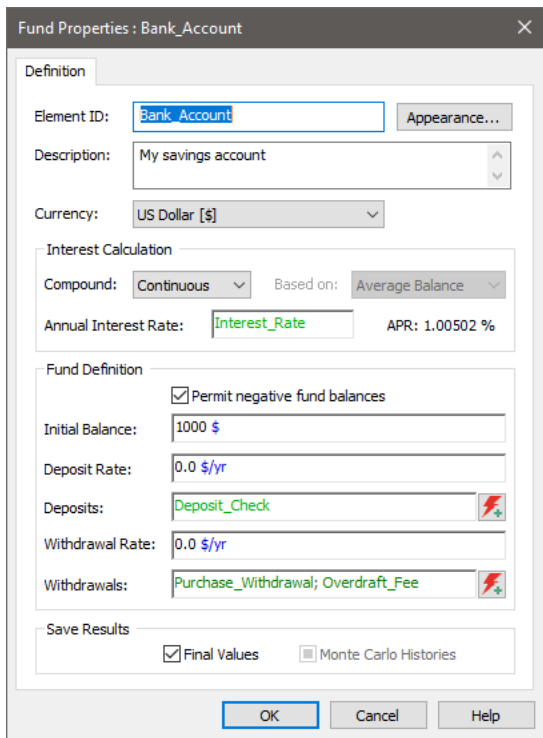 Fund Properties : Bank_Account
Definition
Element ID: Bank_Account Appearance...
Description: My savings account
Currency: US Dollar [$]
Interest Calculation
Compound: Continuous Based on: Average Balance
Annual Interest Rate: Interest_Rate APR: 1.00502 %
Fund Definition
Permit negative fund balances
Initial Balance: 1000 $
Deposit Rate: 0.0 $/yr
Deposits: Deposit_Check
Withdrawal Rate: 0.0 $/yr
Withdrawals: Purchase_Withdrawal; Overdraft_Fee
Save Results
Final Values Monte Carlo Histories
OK Cancel Help